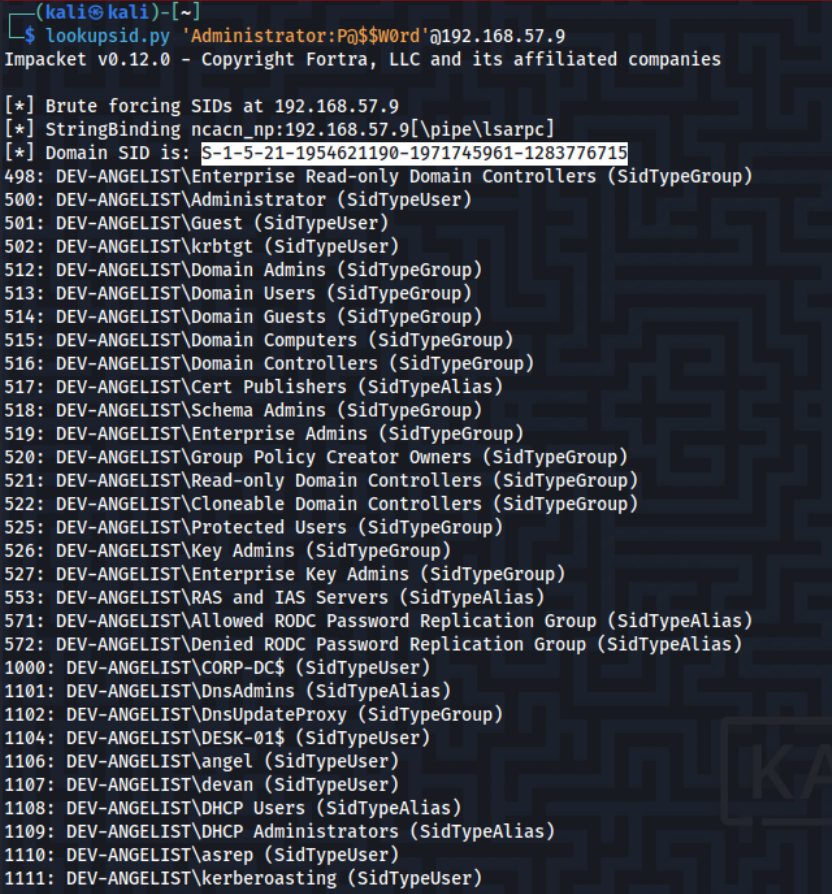 (kali㉿kali)-[~]
$ lookupsid.py 'Administrator:P@$$W0rd'@192.168.57.9
Impacket v0.12.0 - Copyright Fortra, LLC and its affiliated companies
[*] Brute forcing SIDs at 192.168.57.9
[*] StringBinding ncacn_np:192.168.57.9[\pipe\lsarpc]
[*] Domain SID is: S-1-5-21-1954621190-1971745961-1283776715
498: DEV-ANGELIST\Enterprise Read-only Domain Controllers (SidTypeGroup)
500: DEV-ANGELIST\Administrator (SidTypeUser)
501: DEV-ANGELIST\Guest (SidTypeUser)
502: DEV-ANGELIST\krbtgt (SidTypeUser)
512: DEV-ANGELIST\Domain Admins (SidTypeGroup)
513: DEV-ANGELIST\Domain Users (SidTypeGroup)
514: DEV-ANGELIST\Domain Guests (SidTypeGroup)
515: DEV-ANGELIST\Domain Computers (SidTypeGroup)
516: DEV-ANGELIST\Domain Controllers (SidTypeGroup)
517: DEV-ANGELIST\Cert Publishers (SidTypeAlias)
518: DEV-ANGELIST\Schema Admins (SidTypeGroup)
519: DEV-ANGELIST\Enterprise Admins (SidTypeGroup)
520: DEV-ANGELIST\Group Policy Creator Owners (SidTypeGroup)
521: DEV-ANGELIST\Read-only Domain Controllers (SidTypeGroup)
522: DEV-ANGELIST\Cloneable Domain Controllers (SidTypeGroup)
525: DEV-ANGELIST\Protected Users (SidTypeGroup)
526: DEV-ANGELIST\Key Admins (SidTypeGroup)
527: DEV-ANGELIST\Enterprise Key Admins (SidTypeGroup)
553: DEV-ANGELIST\RAS and IAS Servers (SidTypeAlias)
571: DEV-ANGELIST\Allowed RODC Password Replication Group (SidTypeAlias)
572: DEV-ANGELIST\Denied RODC Password Replication Group (SidTypeAlias)
1000: DEV-ANGELIST\CORP-DC$ (SidTypeUser)
1101: DEV-ANGELIST\DnsAdmins (SidTypeAlias)
1102: DEV-ANGELIST\DnsUpdateProxy (SidTypeGroup)
1104: DEV-ANGELIST\DESK-01$ (SidTypeUser)
1106: DEV-ANGELIST\angel (SidTypeUser)
1107: DEV-ANGELIST\devan (SidTypeUser)
1108: DEV-ANGELIST\DHCP Users (SidTypeAlias)
1109: DEV-ANGELIST\DHCP Administrators (SidTypeAlias)
1110: DEV-ANGELIST\asrep (SidTypeUser)
1111: DEV-ANGELIST\kerberoasting (SidTypeUser)